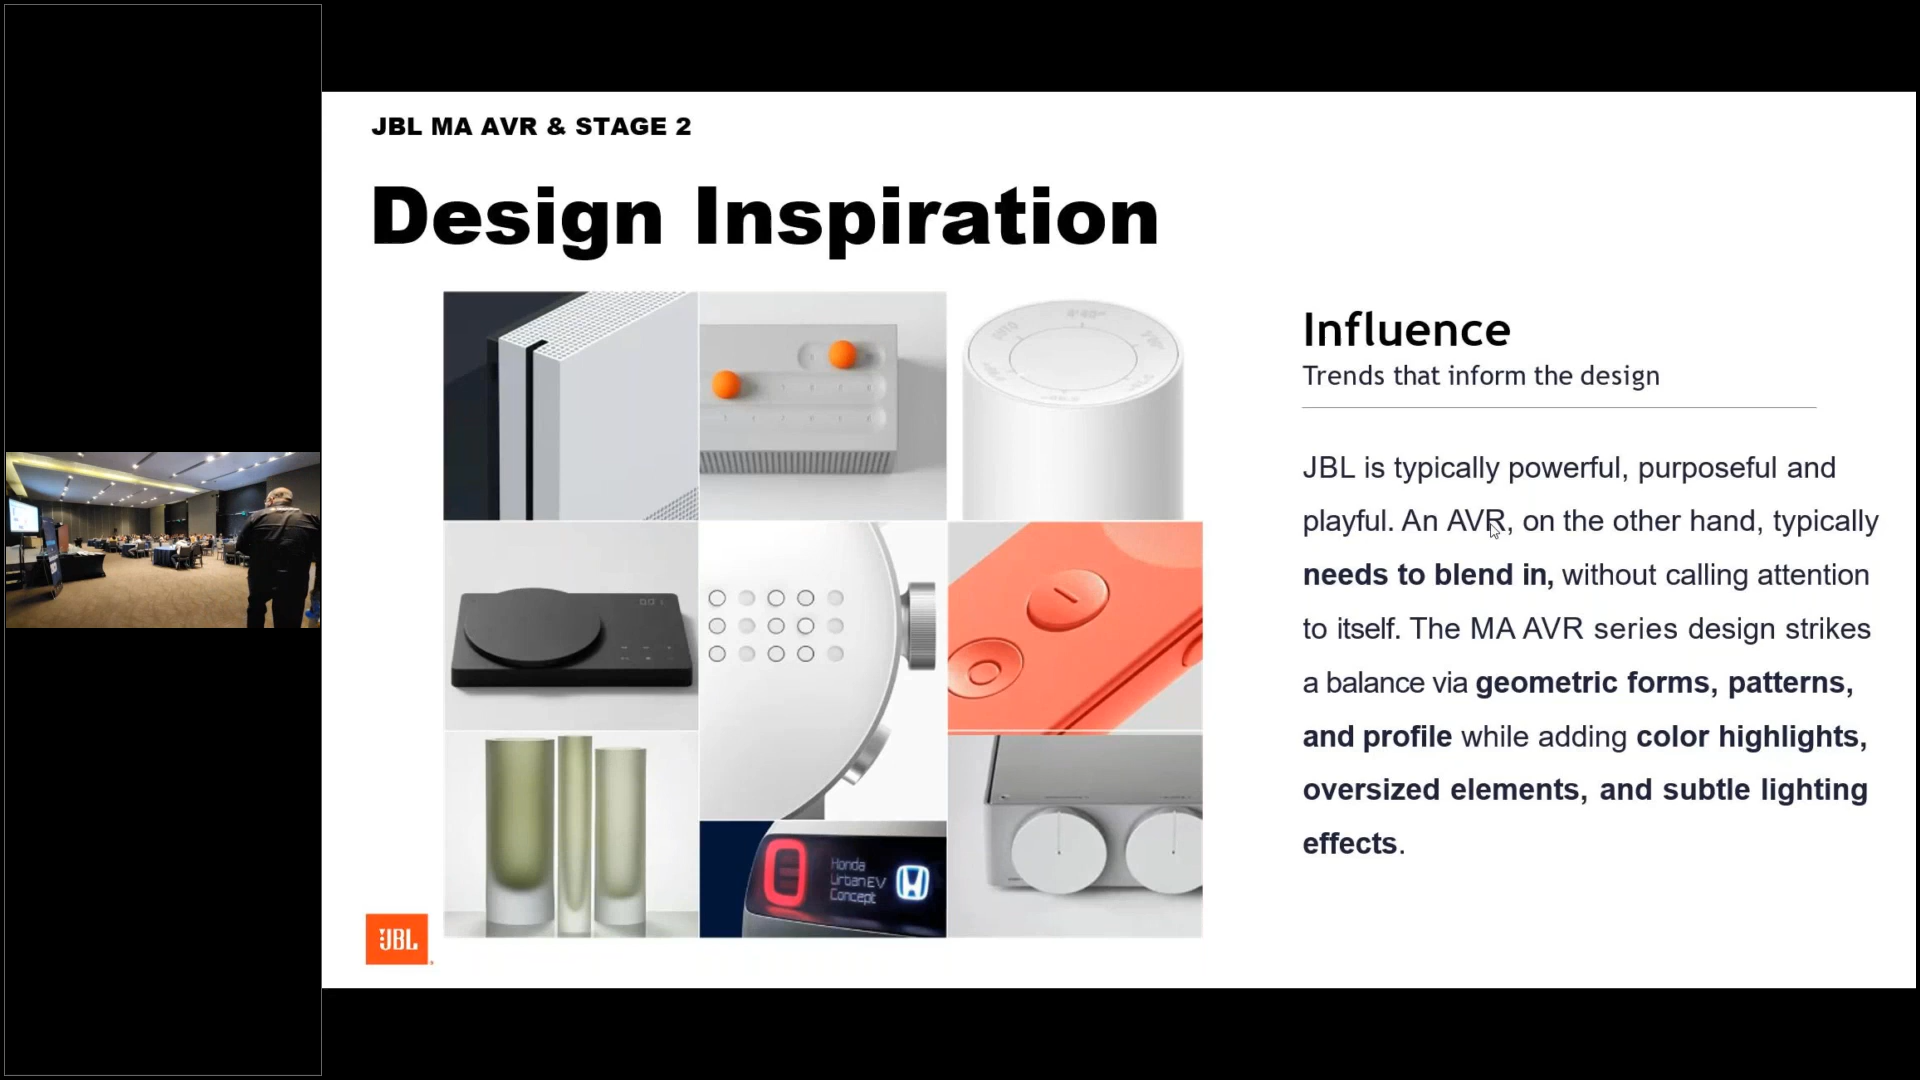 JBL MA AVR & STAGE 2
Design Inspiration
AUTO
Honda
Urban EV
Concept
Influence
Trends that inform the design
JBL is typically powerful, purposeful and
playful. An AVR, on the other hand, typically
needs to blend in, without calling attention
to itself. The MA AVR series design strikes
a balance via geometric forms, patterns,
and profile while adding color highlights,
oversized elements, and subtle lighting
effects.
JBL